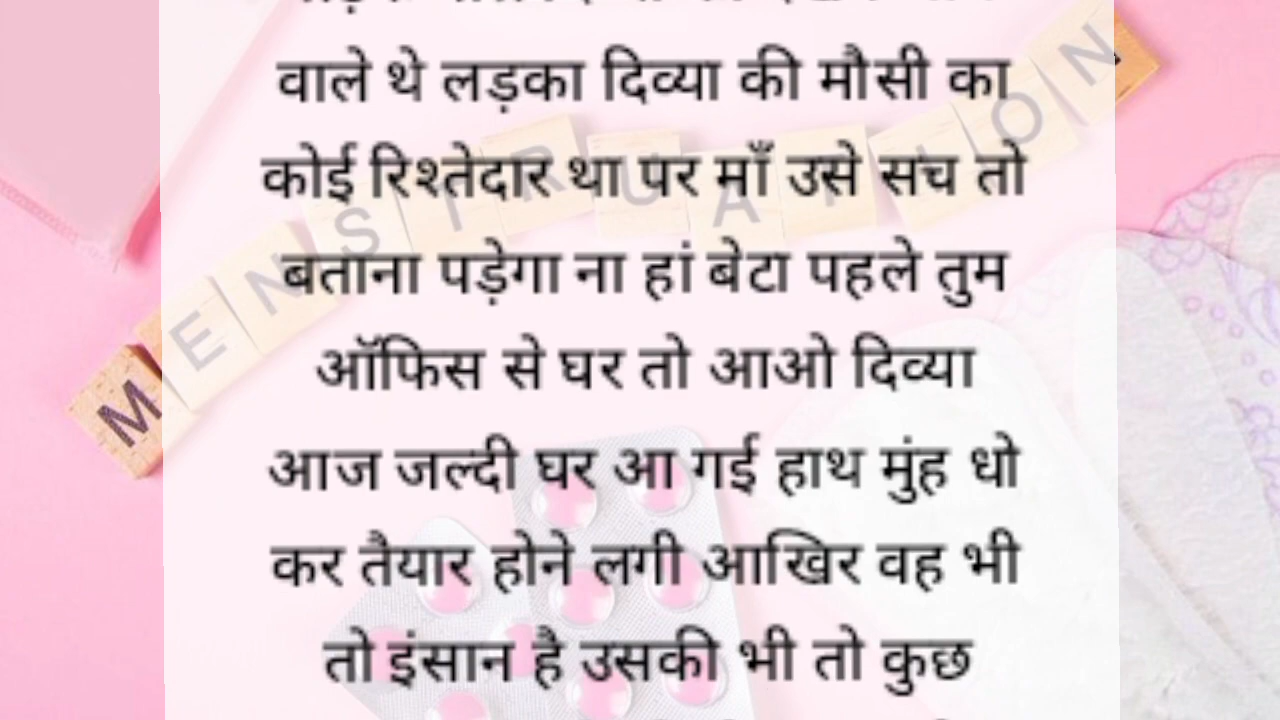 वाले थे लड़का दिव्या की मौसी का
कोई रिश्तेदार था पर माँ उसे सच तो
बताना पड़ेगा ना हां बेटा पहले तुम
ऑफिस से घर तो आओ दिव्या
आज जल्दी घर आ गई हाथ मुंह धो
कर तैयार होने लगी आखिर वह भी
तो इंसान है उसकी भी तो कुछ
MENSTRUATION